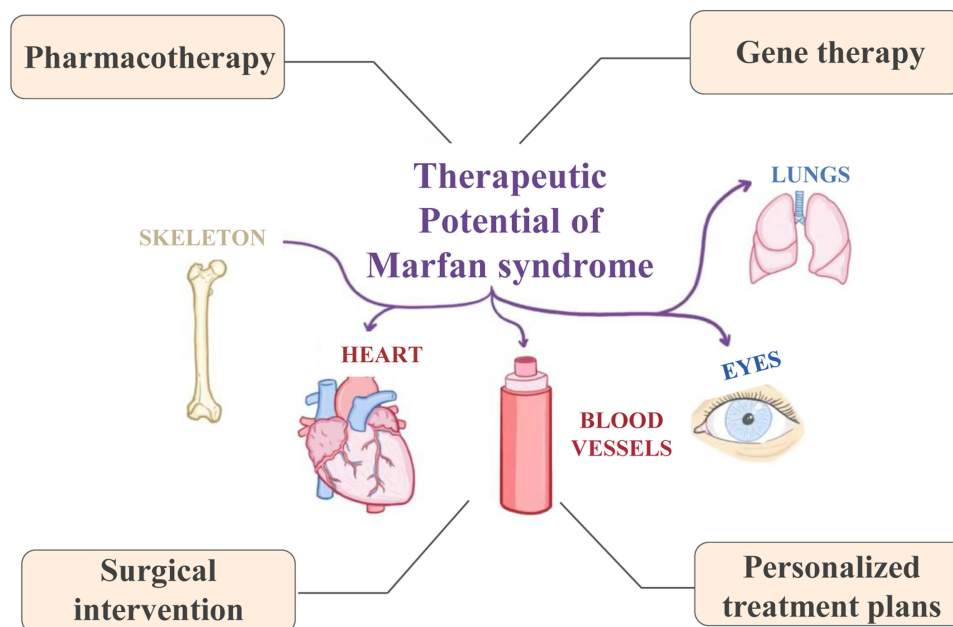 Pharmacotherapy
Gene therapy
Therapeutic
Potential of
Marfan syndrome
LUNGS
SKELETON
HEART
EYES
BLOOD
VESSELS
Surgical
intervention
Personalized
treatment plans